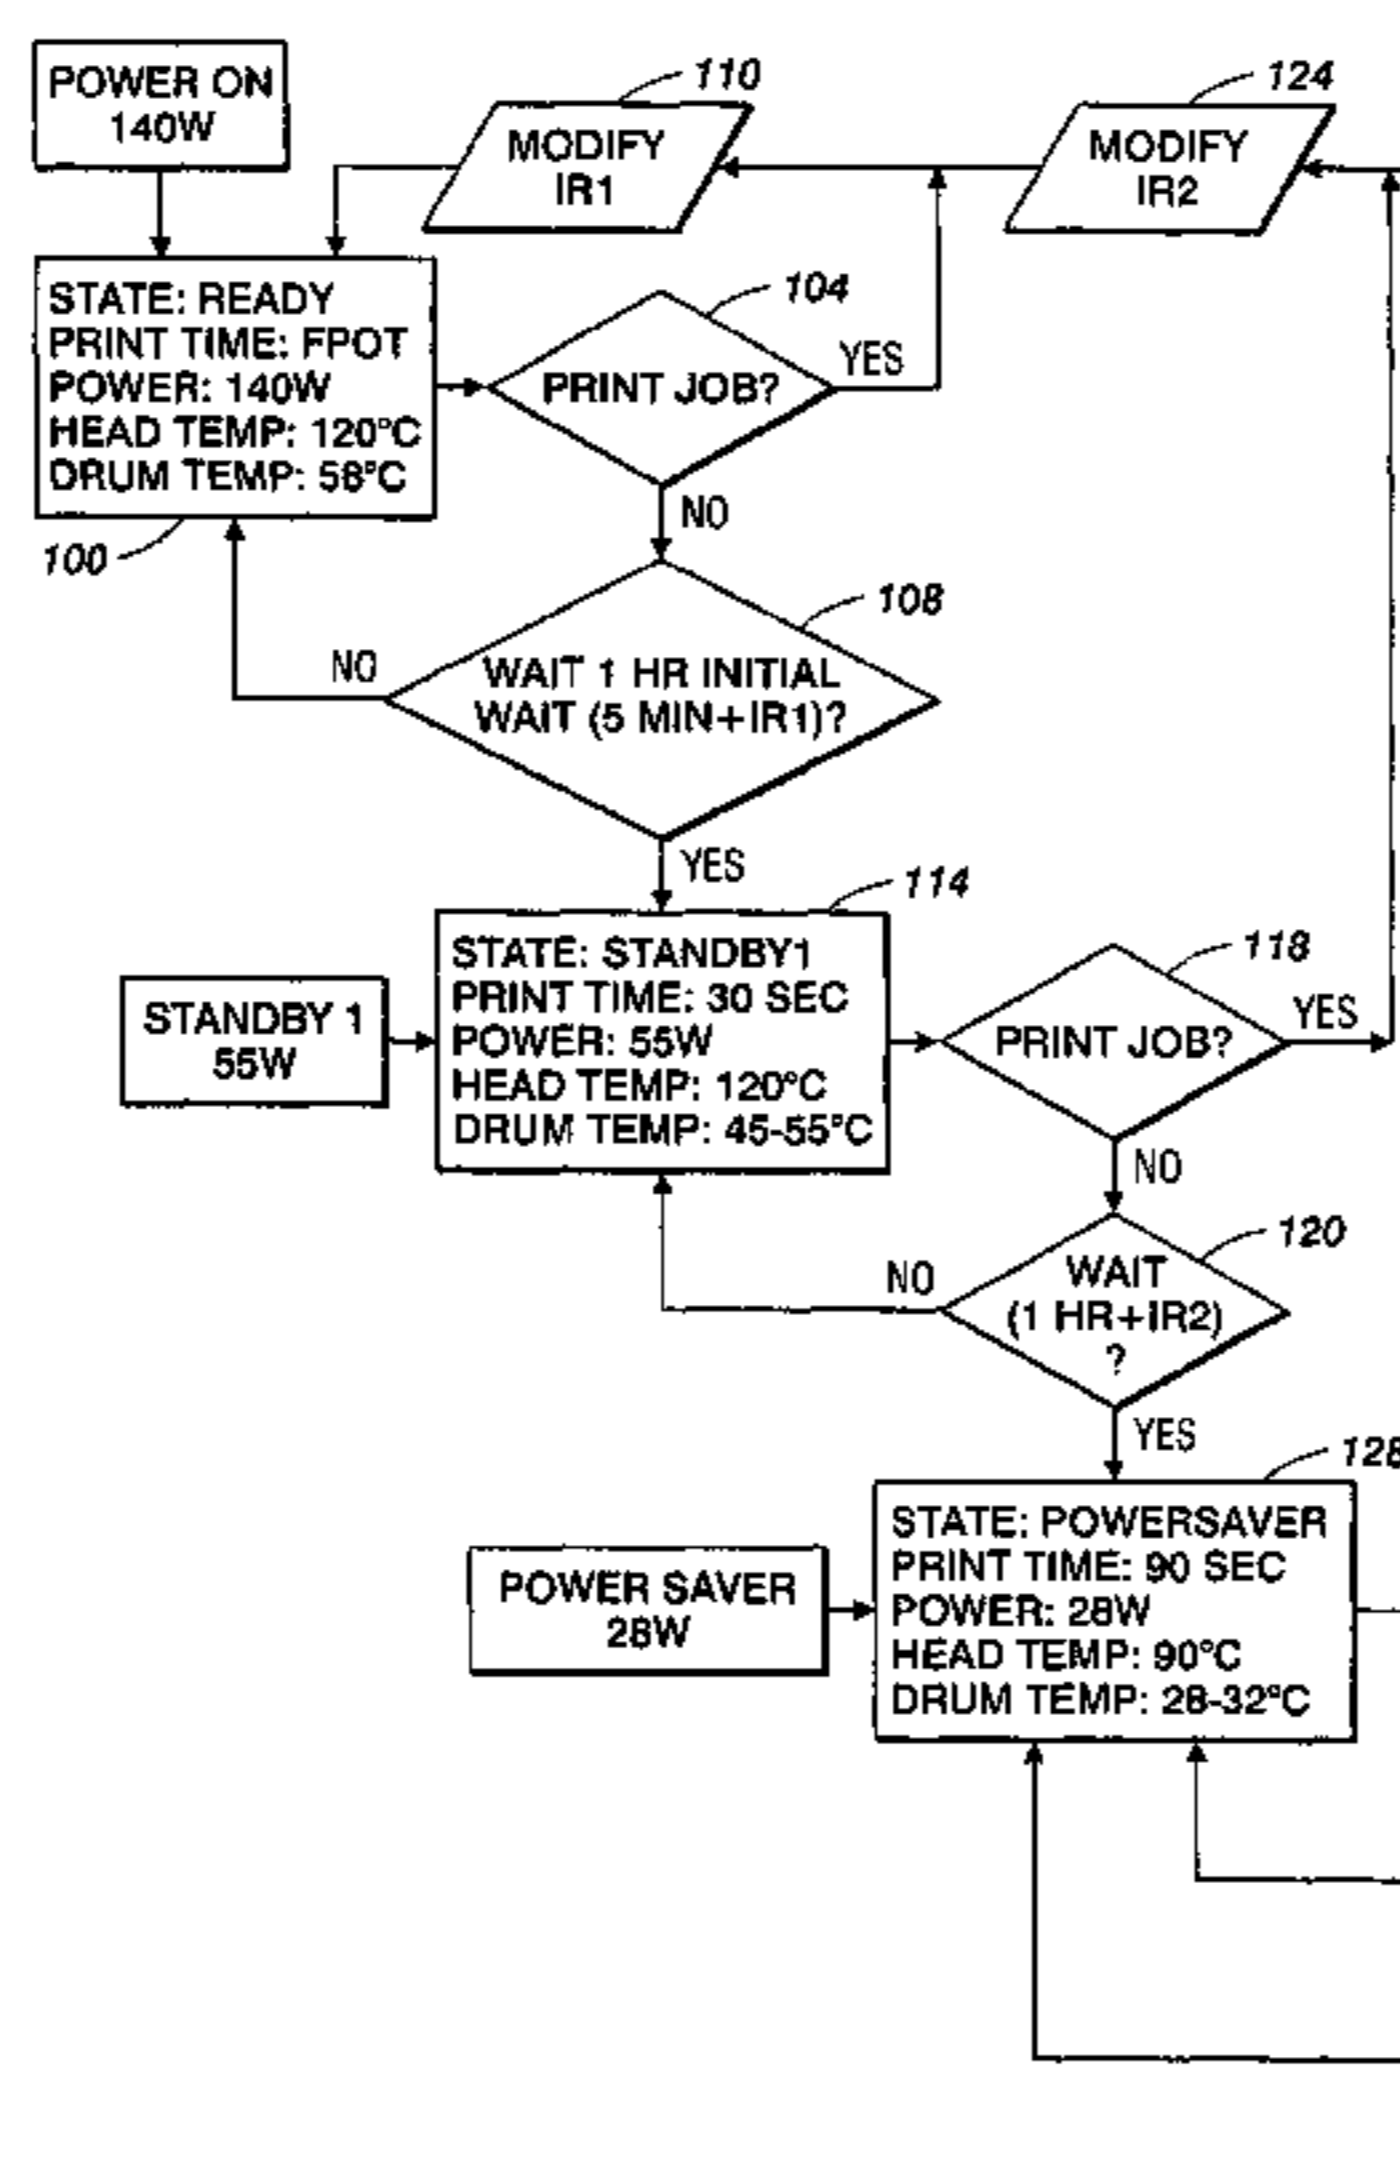 POWER ON
140W
110
MODIFY
IR1
124
MODIFY
IR2
STATE: READY
PRINT TIME: FPOT
POWER: 140W
HEAD TEMP: 120°C
DRUM TEMP: 58°C
100
104
PRINT JOB?
YES
NO
108
WAIT 1 HR INITIAL
WAIT (5 MIN+IR1)?
NO
YES
114
STATE: STANDBY1
PRINT TIME: 30 SEC
POWER: 55W
HEAD TEMP: 120°C
DRUM TEMP: 45-55°C
STANDBY 1
55W
118
PRINT JOB?
YES
NO
120
WAIT
(1 HR+IR2)
?
NO
YES
128
STATE: POWERSAVER
PRINT TIME: 90 SEC
POWER: 28W
HEAD TEMP: 90°C
DRUM TEMP: 28-32°C
POWER SAVER
28W